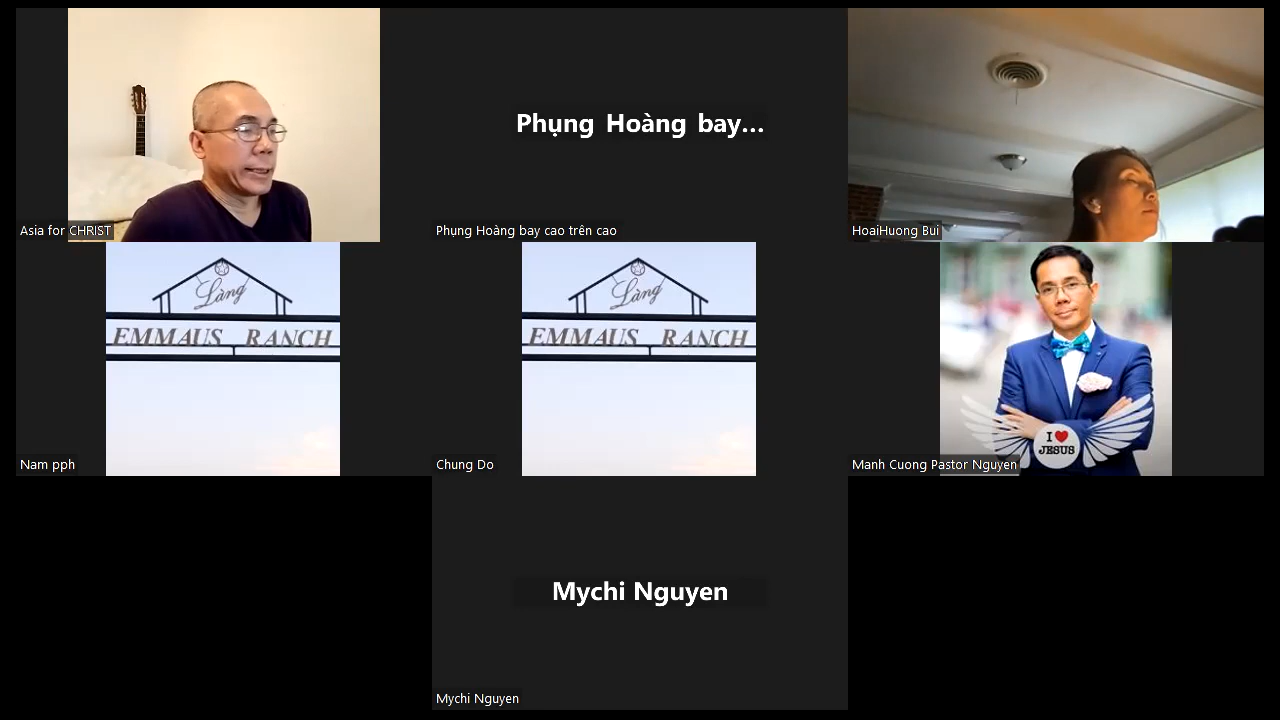 Phụng Hoàng bay...
Asia for CHRIST
Phụng Hoàng bay cao trên cao
HoaiHuong Bui
Làng
EMMAUS RANCH
Làng
EMMAUS RANCH
I ❤ JESUS
Nam pph
Chung Do
Manh Cuong Pastor Nguyen
Mychi Nguyen
Mychi Nguyen